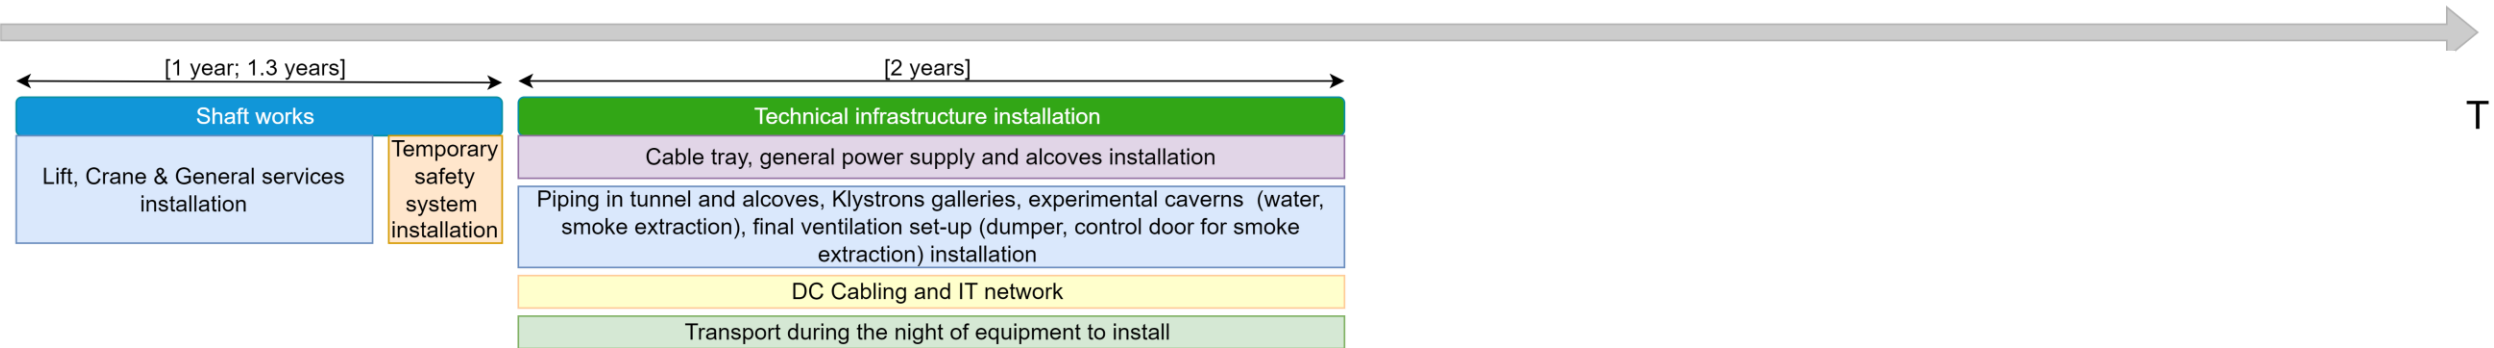 [1 year; 1.3 years]
[2 years]
Shaft works
Technical infrastructure installation
T
Lift, Crane & General services
installation
Temporary
safety
system
installation
Cable tray, general power supply and alcoves installation
Piping in tunnel and alcoves, Klystrons galleries, experimental caverns (water,
smoke extraction), final ventilation set-up (dumper, control door for smoke
extraction) installation
DC Cabling and IT network
Transport during the night of equipment to install